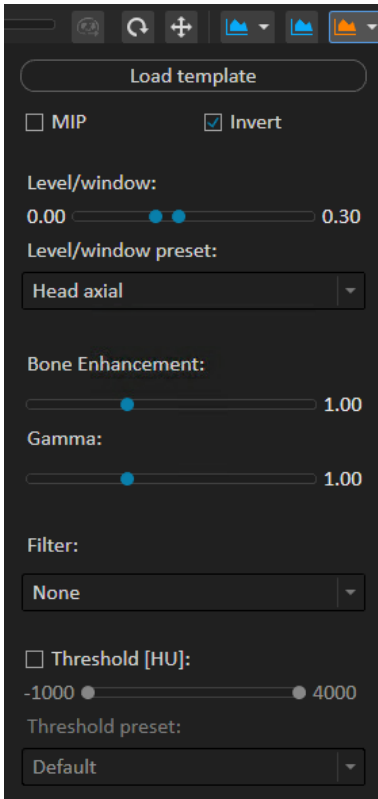 Load template
MIP Invert
Level/window:
0.00 0.30
Level/window preset:
Head axial
Bone Enhancement:
1.00
Gamma:
1.00
Filter:
None
Threshold [HU]:
-1000 4000
Threshold preset:
Default